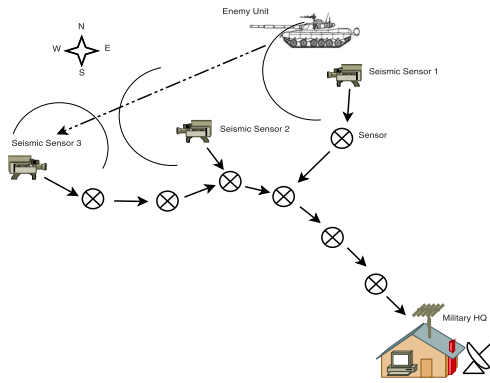 Enemy Unit
N
W E
S
Seismic Sensor 1
Seismic Sensor 2
Sensor
Seismic Sensor 3
Military HQ